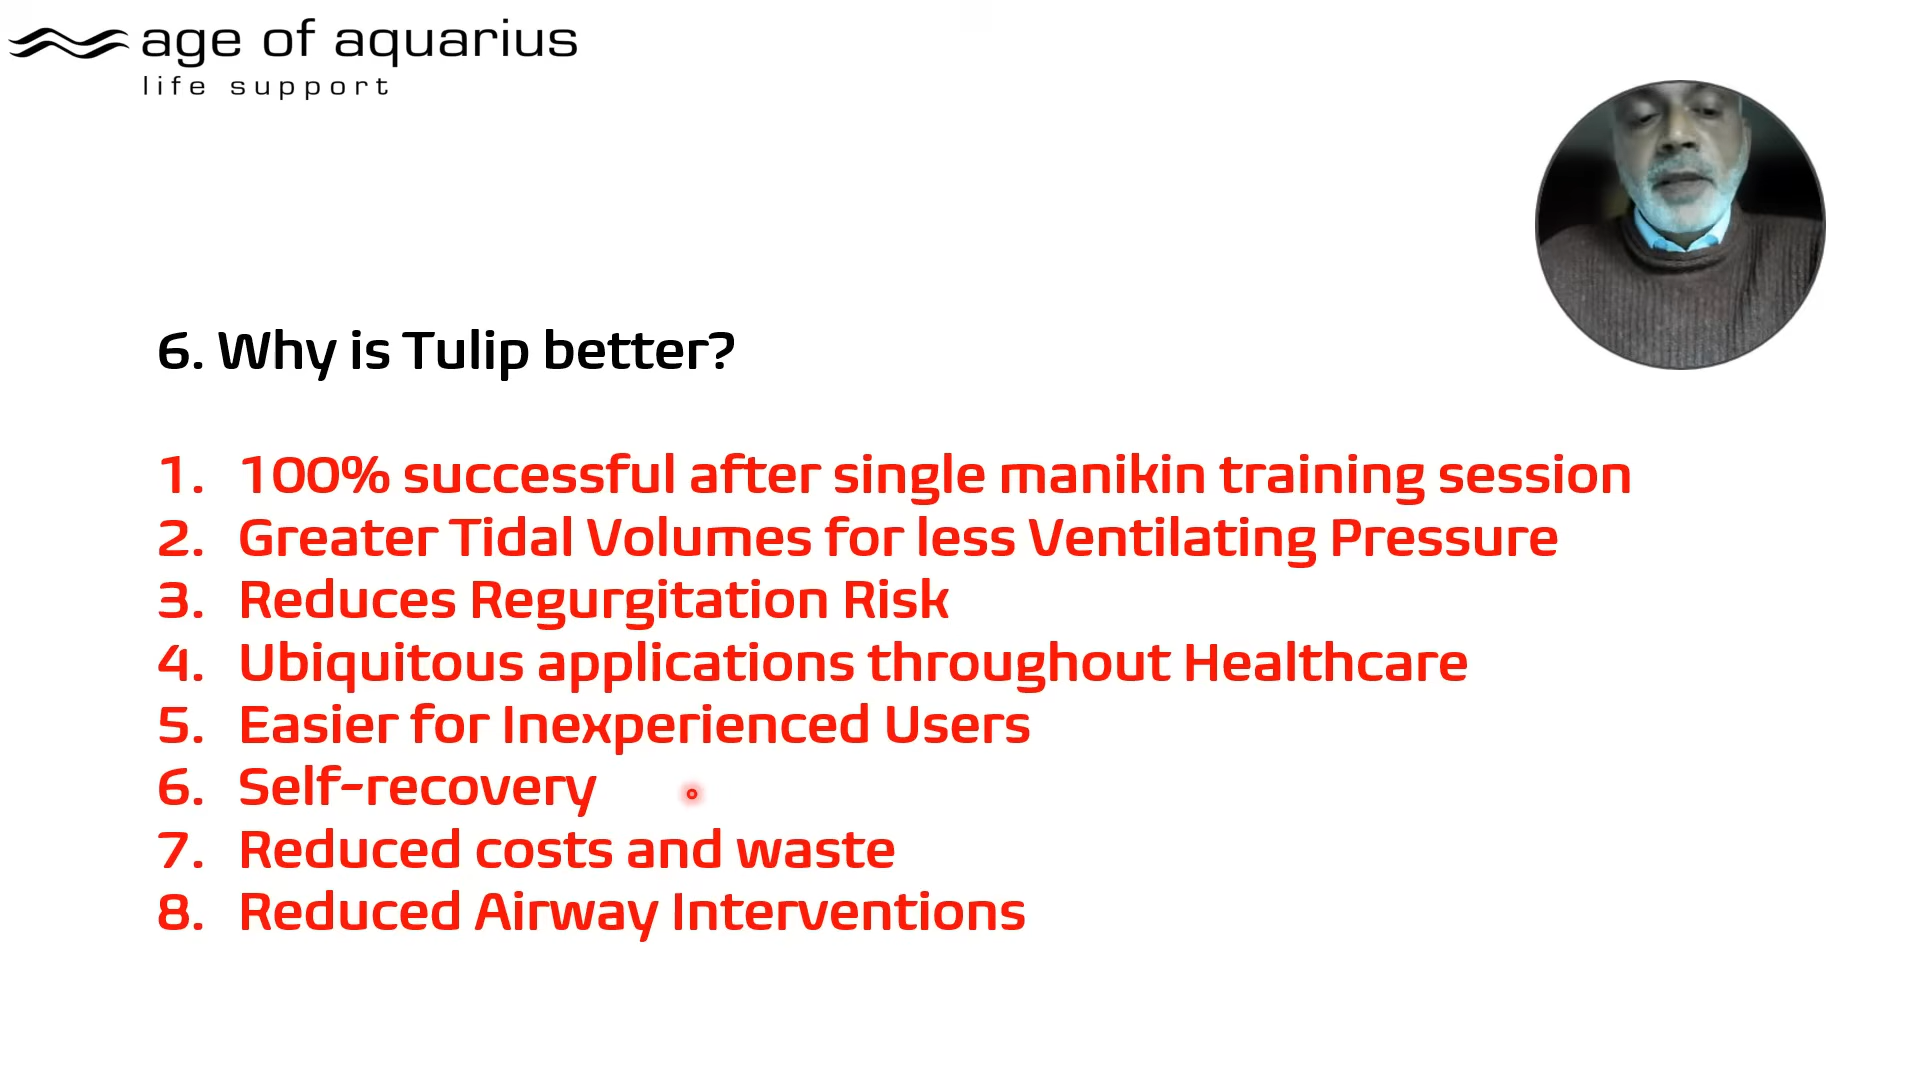 age of aquarius
life support
6. Why is Tulip better?
1. 100% successful after single manikin training session
2. Greater Tidal Volumes for less Ventilating Pressure
3. Reduces Regurgitation Risk
4. Ubiquitous applications throughout Healthcare
5. Easier for Inexperienced Users
6. Self-recovery
7. Reduced costs and waste
8. Reduced Airway Interventions